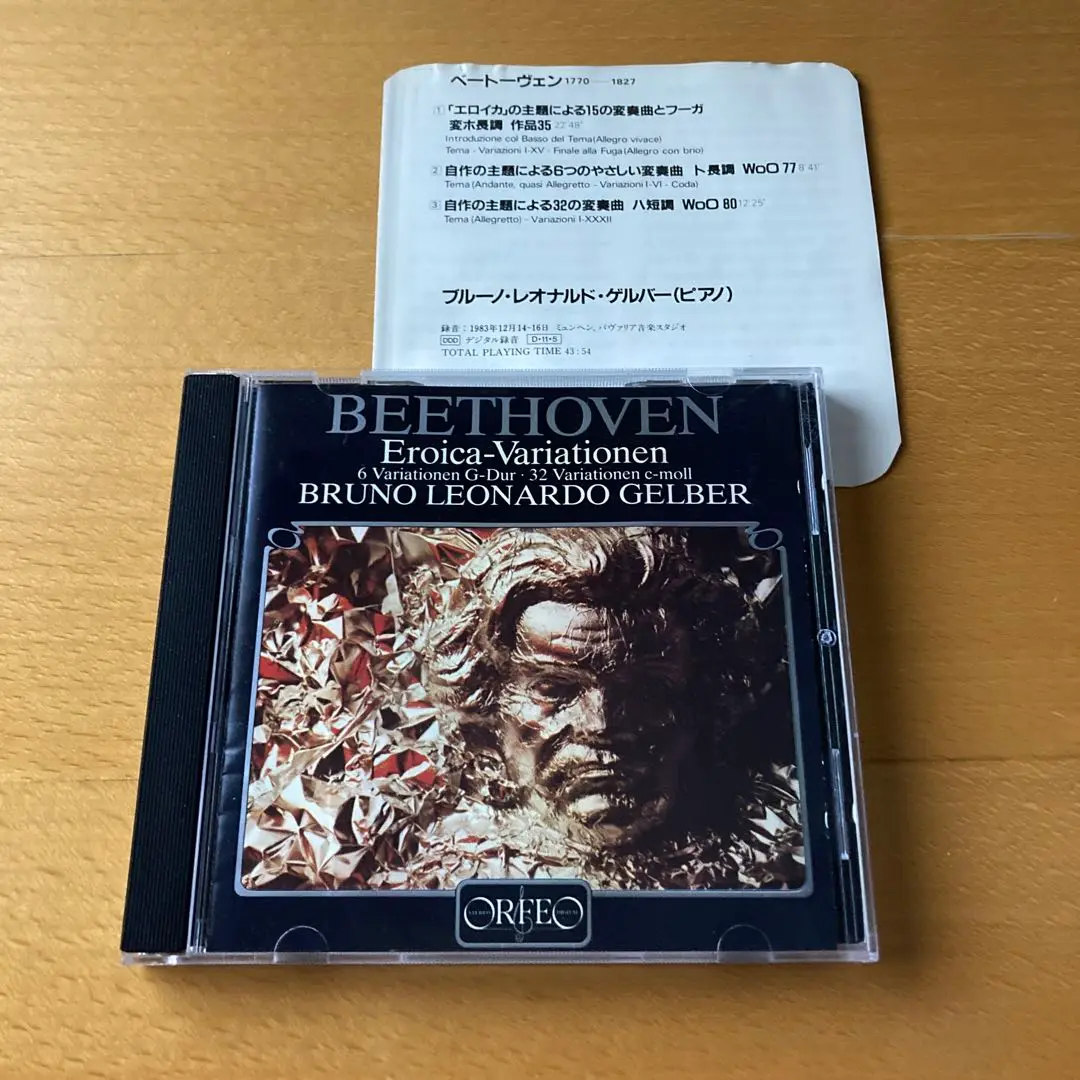 ベートーヴェン 1770——1827
① 「エロイカ」の主題による15の変奏曲とフーガ
変ホ長調 作品35 22'48"
Introduzione col Basso del Tema (Allegro vivace)
Tema - Variazioni I-XV - Finale alla Fuga (Allegro con brio)
② 自作の主題による6つのやさしい変奏曲 ト長調 WoO 77 8'41"
Tema (Andante, quasi Allegretto - Variazioni I-VI - Coda)
③ 自作の主題による32の変奏曲 ハ短調 WoO 80 12'25"
Tema (Allegretto) - Variazioni I-XXXII
ブルーノ・レオナルド・ゲルバー(ピアノ)
録音:1983年12月14~16日 ミュンヘン、バヴァリア音楽スタジオ
DDD デジタル録音 D・11・5
TOTAL PLAYING TIME 43:54
BEETHOVEN
Eroica-Variationen
6 Variationen G-Dur · 32 Variationen c-moll
BRUNO LEONARDO GELBER
STEREO ORFEO DIGITAL